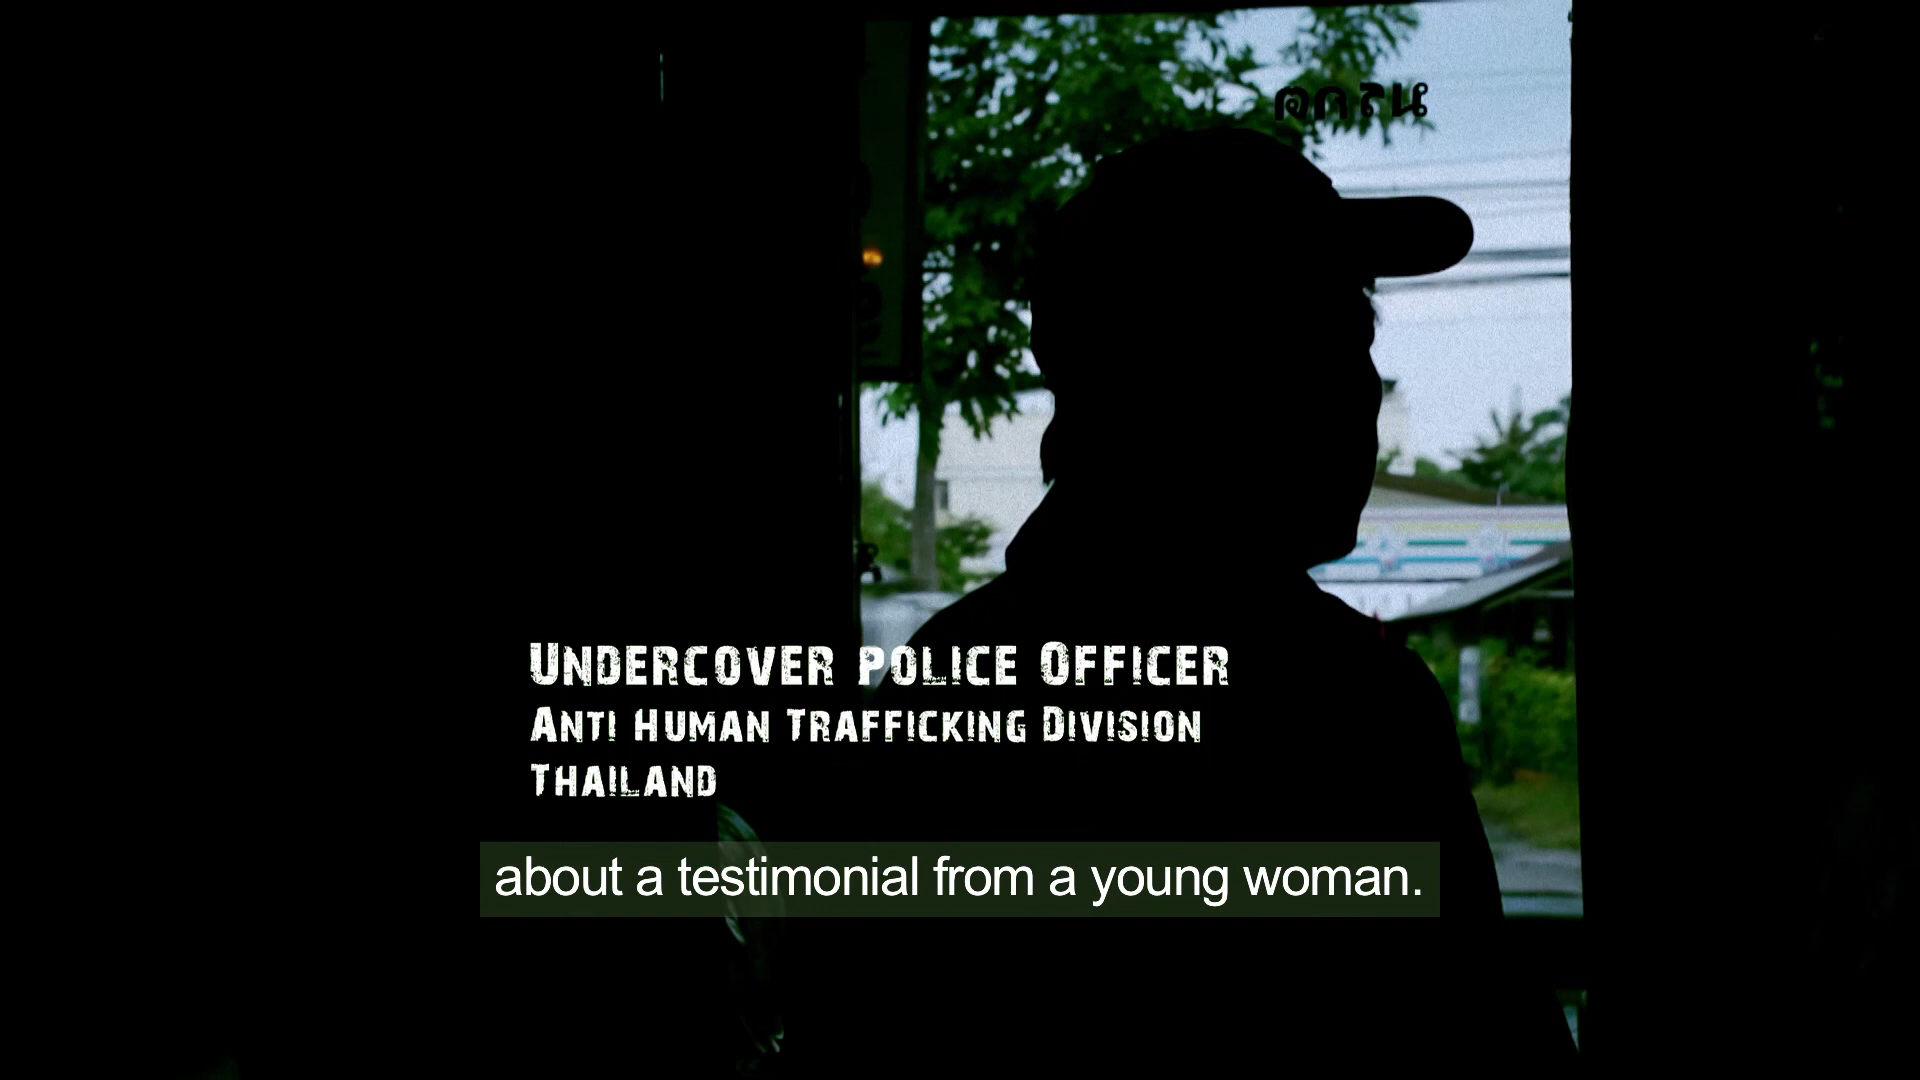 Undercover Police Officer
Anti Human Trafficking Division
Thailand
about a testimonial from a young woman.